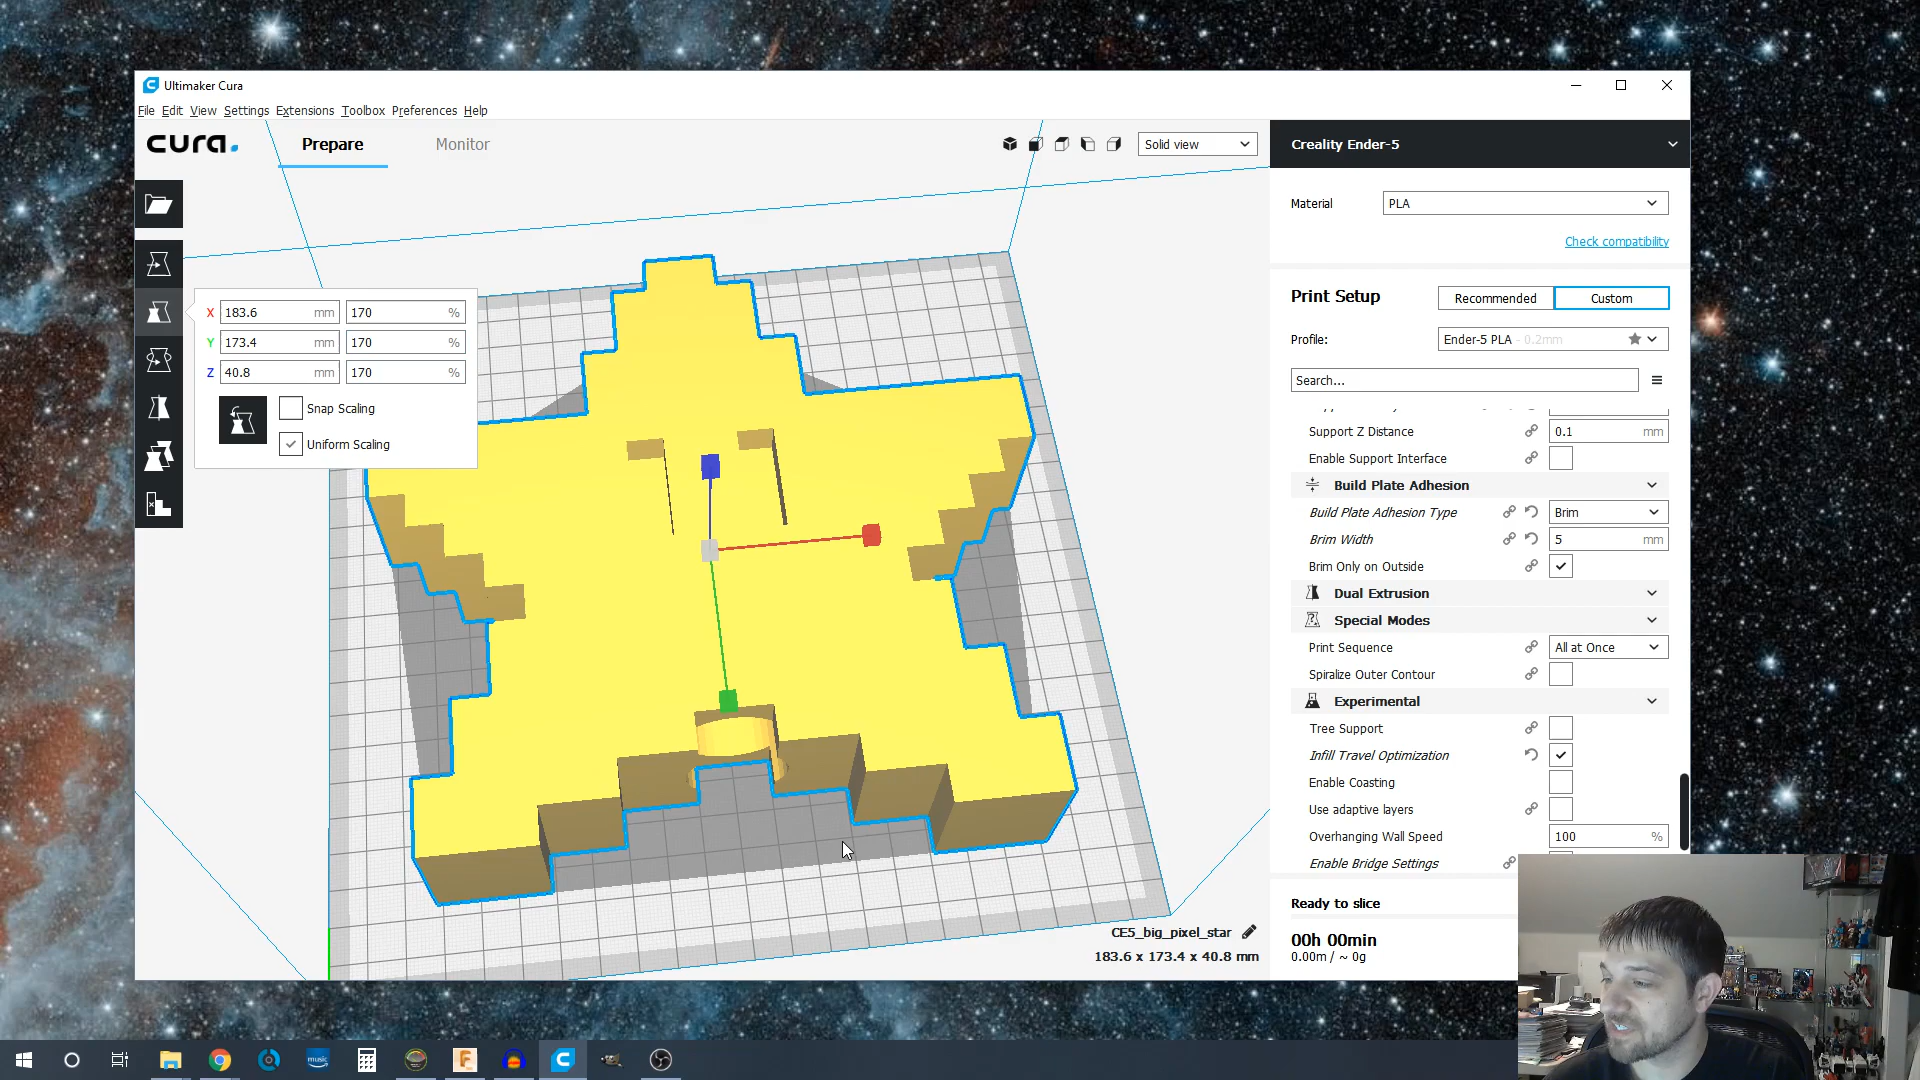 Ultimaker Cura
File Edit View Settings Extensions Toolbox Preferences Help
cura.
Prepare
Monitor
Solid view
Creality Ender-5
Material
PLA
Check compatibility
X 183.6 mm 170 %
Y 173.4 mm 170 %
Z 40.8 mm 170 %
Snap Scaling
Uniform Scaling
Print Setup
Recommended
Custom
Profile:
Ender-5 PLA - 0.2mm
Search...
Support Z Distance
0.1 mm
Enable Support Interface
Build Plate Adhesion
Build Plate Adhesion Type
Brim
Brim Width
5 mm
Brim Only on Outside
Dual Extrusion
Special Modes
Print Sequence
All at Once
Spiralize Outer Contour
Experimental
Tree Support
Infill Travel Optimization
Enable Coasting
Use adaptive layers
Overhanging Wall Speed
100 %
Enable Bridge Settings
CE5_big_pixel_star
183.6 x 173.4 x 40.8 mm
Ready to slice
00h 00min
0.00m / ~ 0g
music